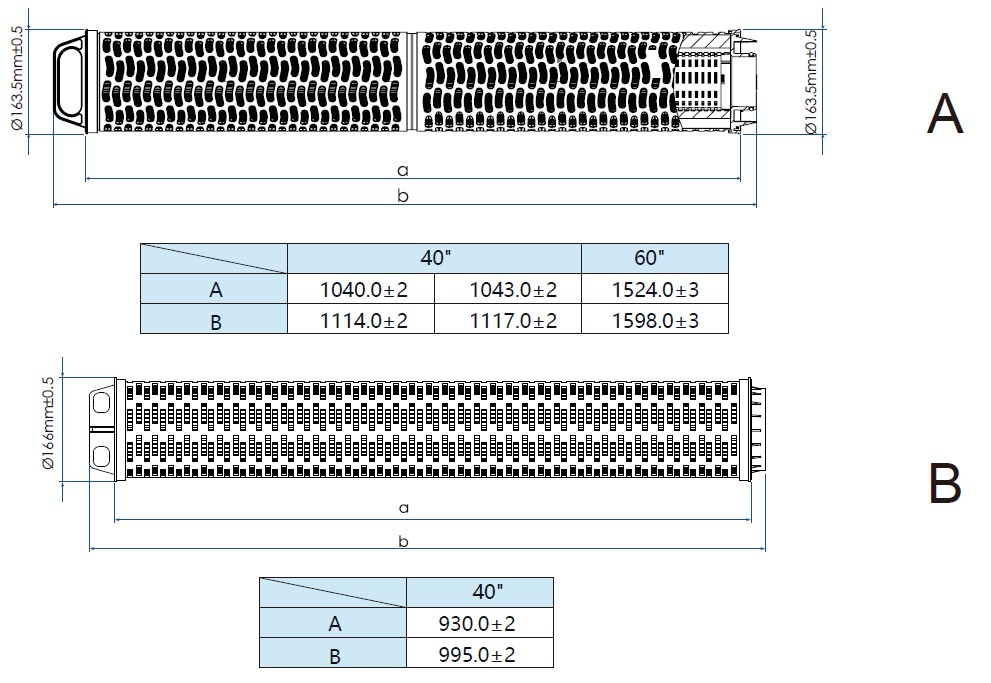 Ø163.5mm±0.5
Ø163.5mm±0.5
A
a
b
40" 60"
A 1040.0±2 1043.0±2 1524.0±3
B 1114.0±2 1117.0±2 1598.0±3
Ø166mm±0.5
B
a
b
40"
A 930.0±2
B 995.0±2